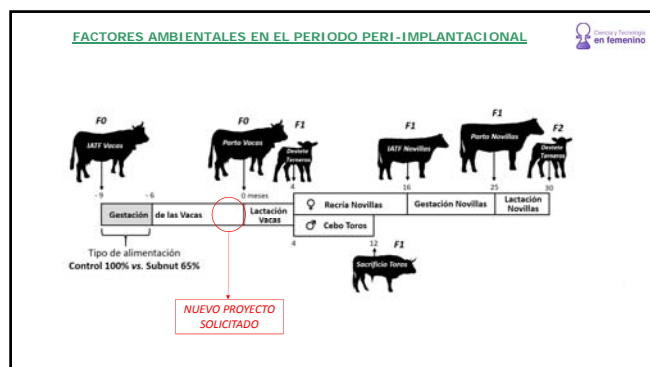 FACTORES AMBIENTALES EN EL PERIODO PERI-IMPLANTACIONAL
Ciencia y Tecnología
en femenino
F0
IATF Vacas
F0
Parto Vacas
F1
Destete
Terneros
F1
IATF Novillas
F1
Parto Novillas
F2
Destete
Terneros
- 9
- 6
0 meses
4
16
25
30
Gestación de las Vacas
Lactación
Vacas
♀ Recría Novillas
Gestación Novillas
Lactación
Novillas
♂ Cebo Toros
Tipo de alimentación
Control 100% vs. Subnut 65%
4
12
F1
Sacrificio Toros
NUEVO PROYECTO
SOLICITADO